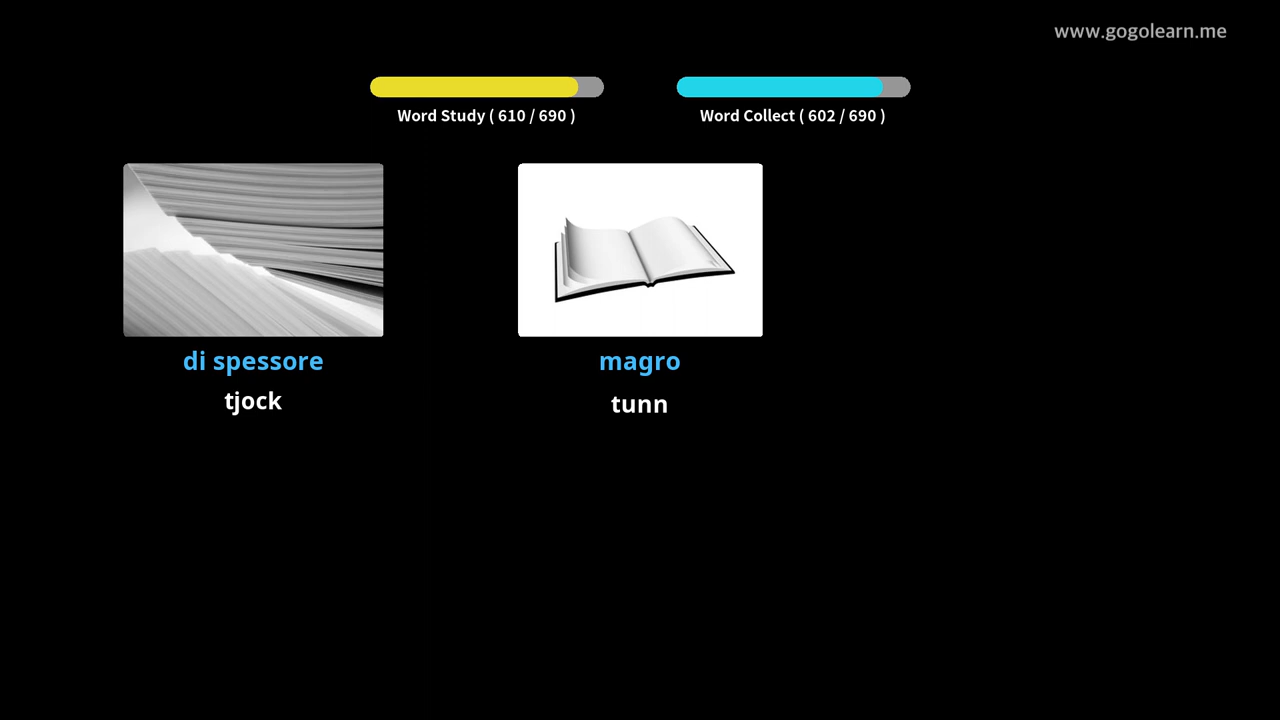 www.gogolearn.me
Word Study ( 610 / 690 )
Word Collect ( 602 / 690 )
di spessore
tjock
magro
tunn